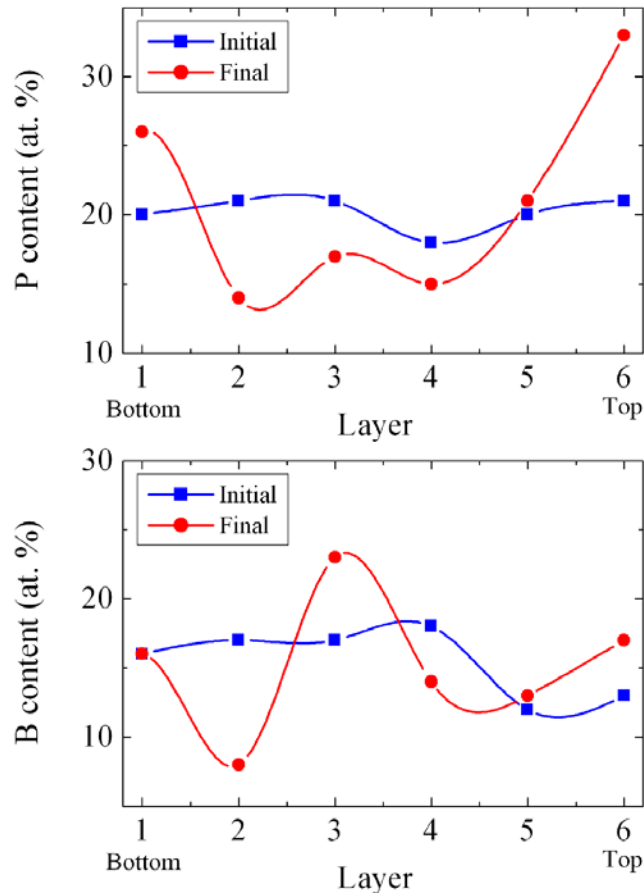 P content (at. %)
30
20
10
Initial
Final
1 2 3 4 5 6
Bottom Top
Layer
B content (at. %)
30
20
10
Initial
Final
1 2 3 4 5 6
Bottom Top
Layer